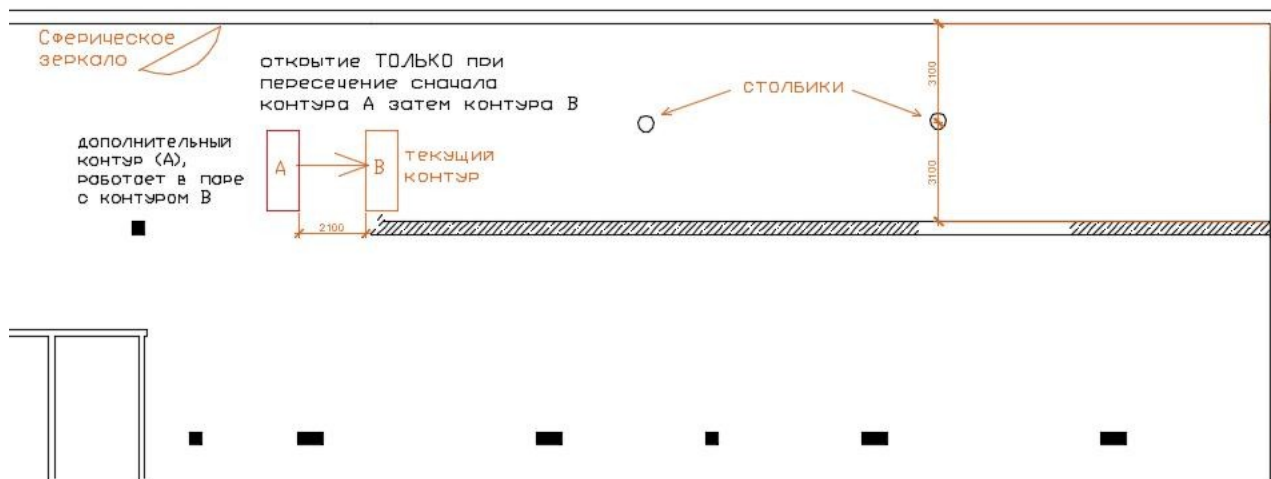 Сферическое
зеркало
открытие ТОЛЬКО при
пересечение сначала
контура А затем контура В
дополнительный
контур (А),
работает в паре
с контуром В
А
В
текущий
контур
столбики
2100
3100
3100